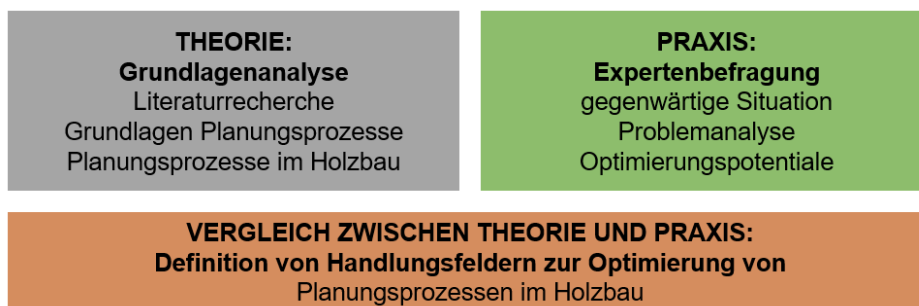 THEORIE:
Grundlagenanalyse
Literaturrecherche
Grundlagen Planungsprozesse
Planungsprozesse im Holzbau
PRAXIS:
Expertenbefragung
gegenwärtige Situation
Problemanalyse
Optimierungspotentiale
VERGLEICH ZWISCHEN THEORIE UND PRAXIS:
Definition von Handlungsfeldern zur Optimierung von
Planungsprozessen im Holzbau